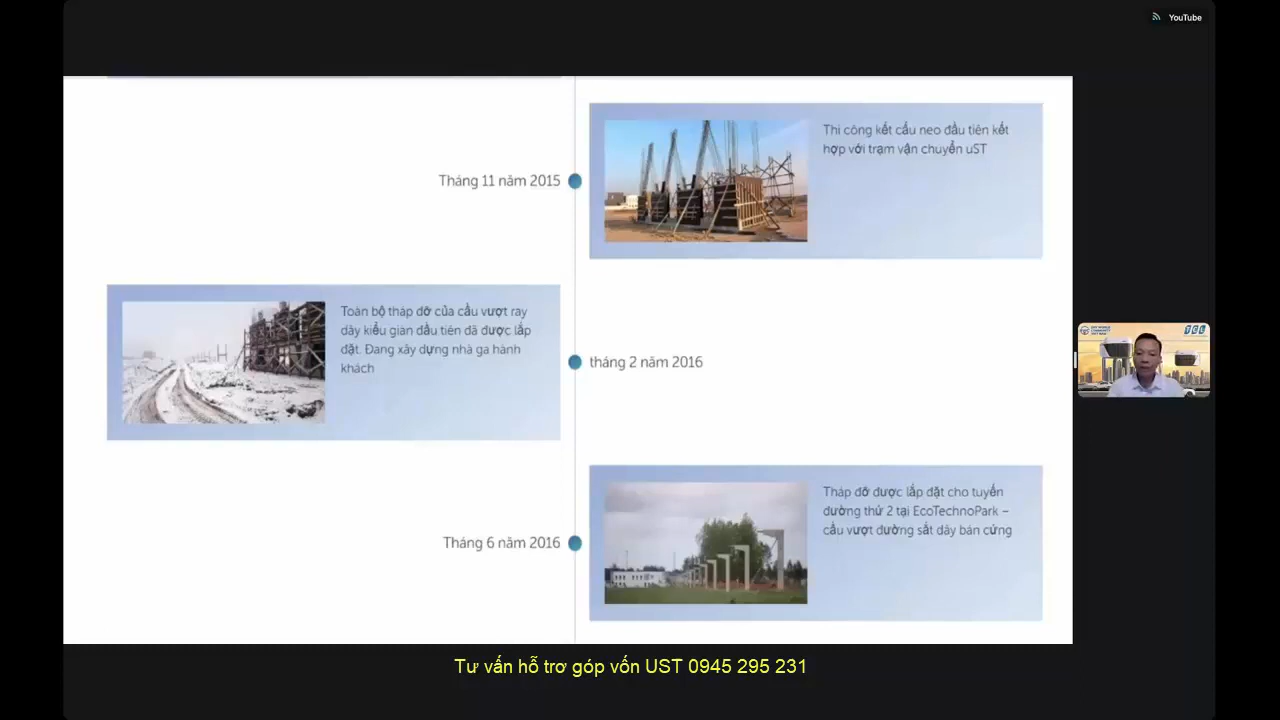 YouTube
Thi công kết cấu neo đầu tiên kết
hợp với trạm vận chuyển uST
Tháng 11 năm 2015
Toàn bộ tháp đỡ của cầu vượt ray
dây kiểu giàn đầu tiên đã được lắp
đặt. Đang xây dựng nhà ga hành
khách
tháng 2 năm 2016
Tháp đỡ được lắp đặt cho tuyến
đường thứ 2 tại EcoTechnoPark –
cầu vượt đường sắt dây bán cứng
Tháng 6 năm 2016
Tư vấn hỗ trơ góp vốn UST 0945 295 231